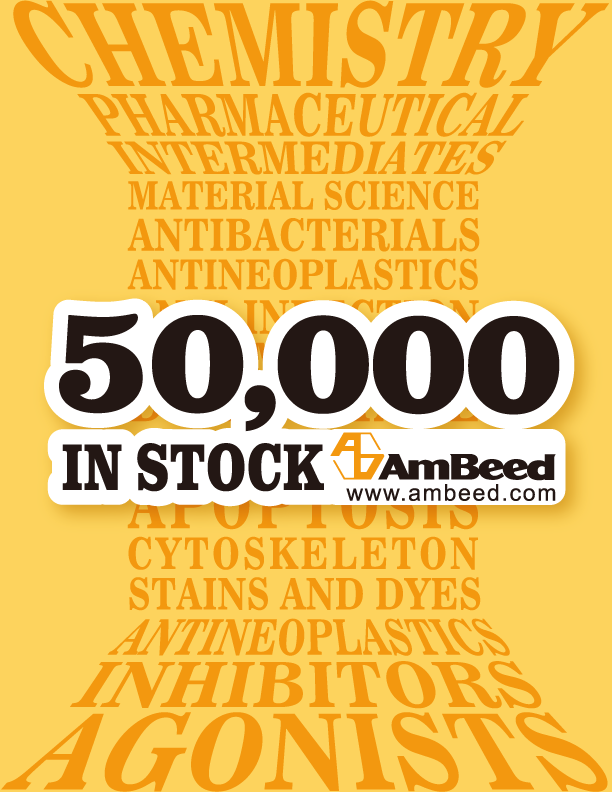 CHEMISTRY
PHARMACEUTICAL
INTERMEDIATES
MATERIAL SCIENCE
ANTIBACTERIALS
ANTINEOPLASTICS
50,000
IN STOCK
AmBeed
www.ambeed.com
APOPTOSIS
CYTOSKELETON
STAINS AND DYES
ANTINEOPLASTICS
INHIBITORS
AGONISTS